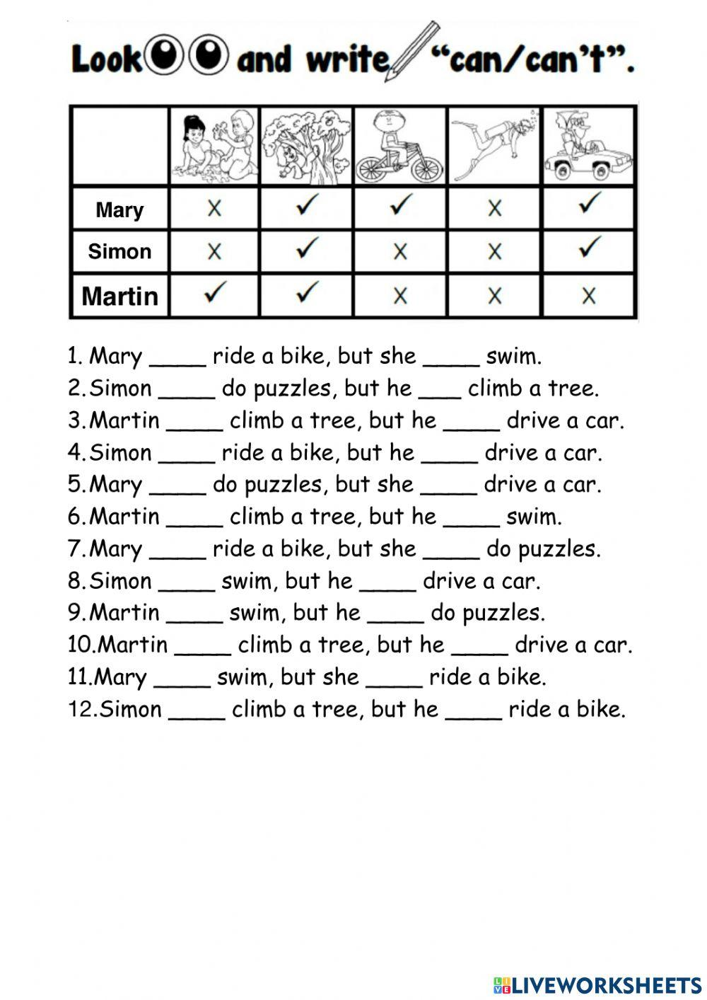 Look and write "can/can't".
Mary X ✓ ✓ X ✓
Simon X ✓ X X ✓
Martin ✓ ✓ X X X
1. Mary ____ ride a bike, but she ____ swim.
2. Simon ____ do puzzles, but he ___ climb a tree.
3. Martin ____ climb a tree, but he ____ drive a car.
4. Simon ____ ride a bike, but he ____ drive a car.
5. Mary ____ do puzzles, but she ____ drive a car.
6. Martin ____ climb a tree, but he ____ swim.
7. Mary ____ ride a bike, but she ____ do puzzles.
8. Simon ____ swim, but he ____ drive a car.
9. Martin ____ swim, but he ____ do puzzles.
10.Martin ____ climb a tree, but he ____ drive a car.
11.Mary ____ swim, but she ____ ride a bike.
12.Simon ____ climb a tree, but he ____ ride a bike.
LIVE LIVEWORKSHEETS